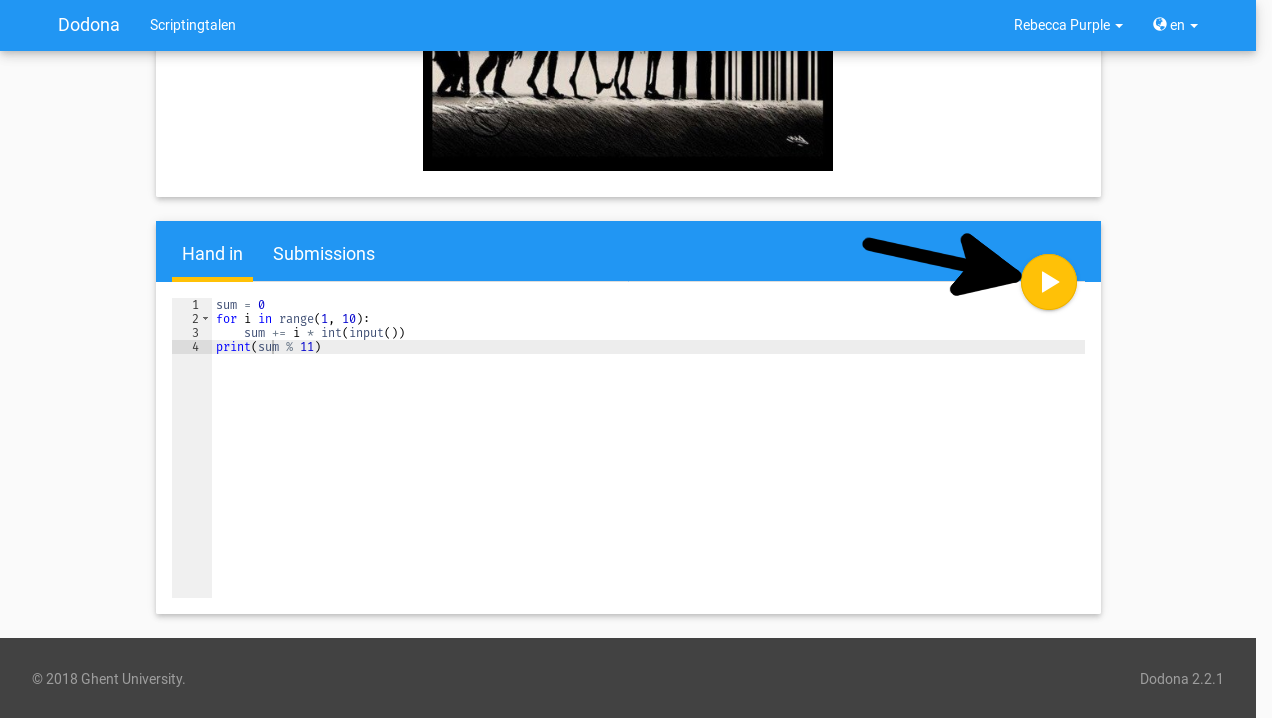 Dodona Scriptingtalen Rebecca Purple en
Hand in Submissions
1 sum = 0
2 for i in range(1, 10):
3     sum += i * int(input())
4 print(sum % 11)
© 2018 Ghent University. Dodona 2.2.1